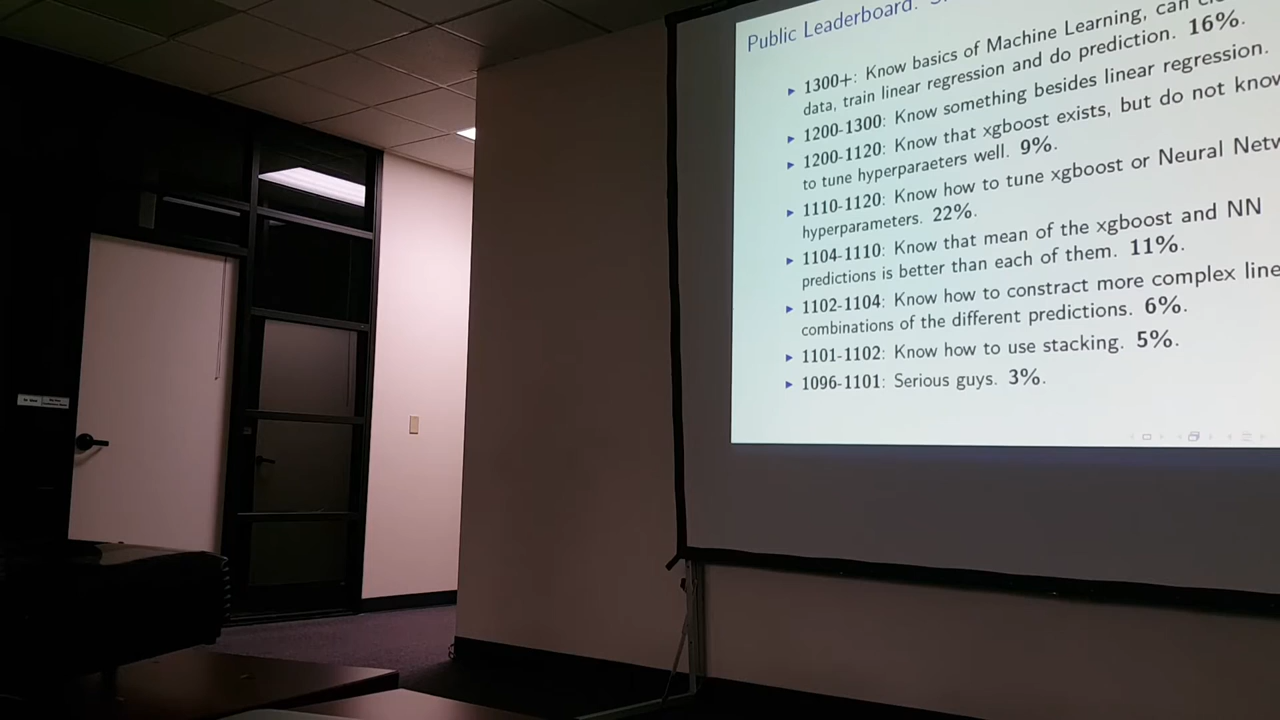 Public Leaderboard.
▸ 1300+: Know basics of Machine Learning, can
data, train linear regression and do prediction. 16%.
▸ 1200-1300: Know something besides linear regression.
▸ 1200-1120: Know that xgboost exists, but do not know
to tune hyperparaeters well. 9%.
▸ 1110-1120: Know how to tune xgboost or Neural
hyperparameters. 22%.
▸ 1104-1110: Know that mean of the xgboost and NN
predictions is better than each of them. 11%.
▸ 1102-1104: Know how to constract more complex
combinations of the different predictions. 6%.
▸ 1101-1102: Know how to use stacking. 5%.
▸ 1096-1101: Serious guys. 3%.